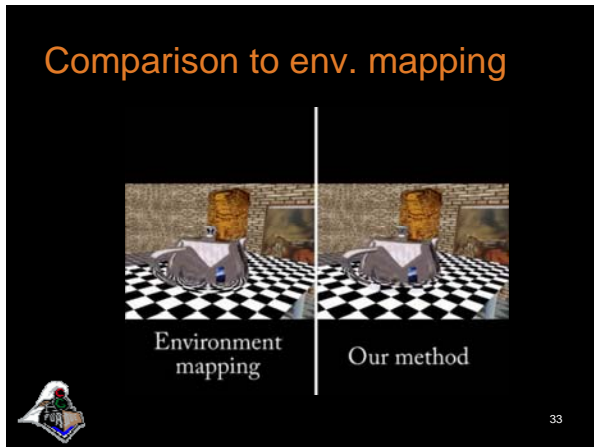 Comparison to env. mapping
Environment
mapping
Our method
33